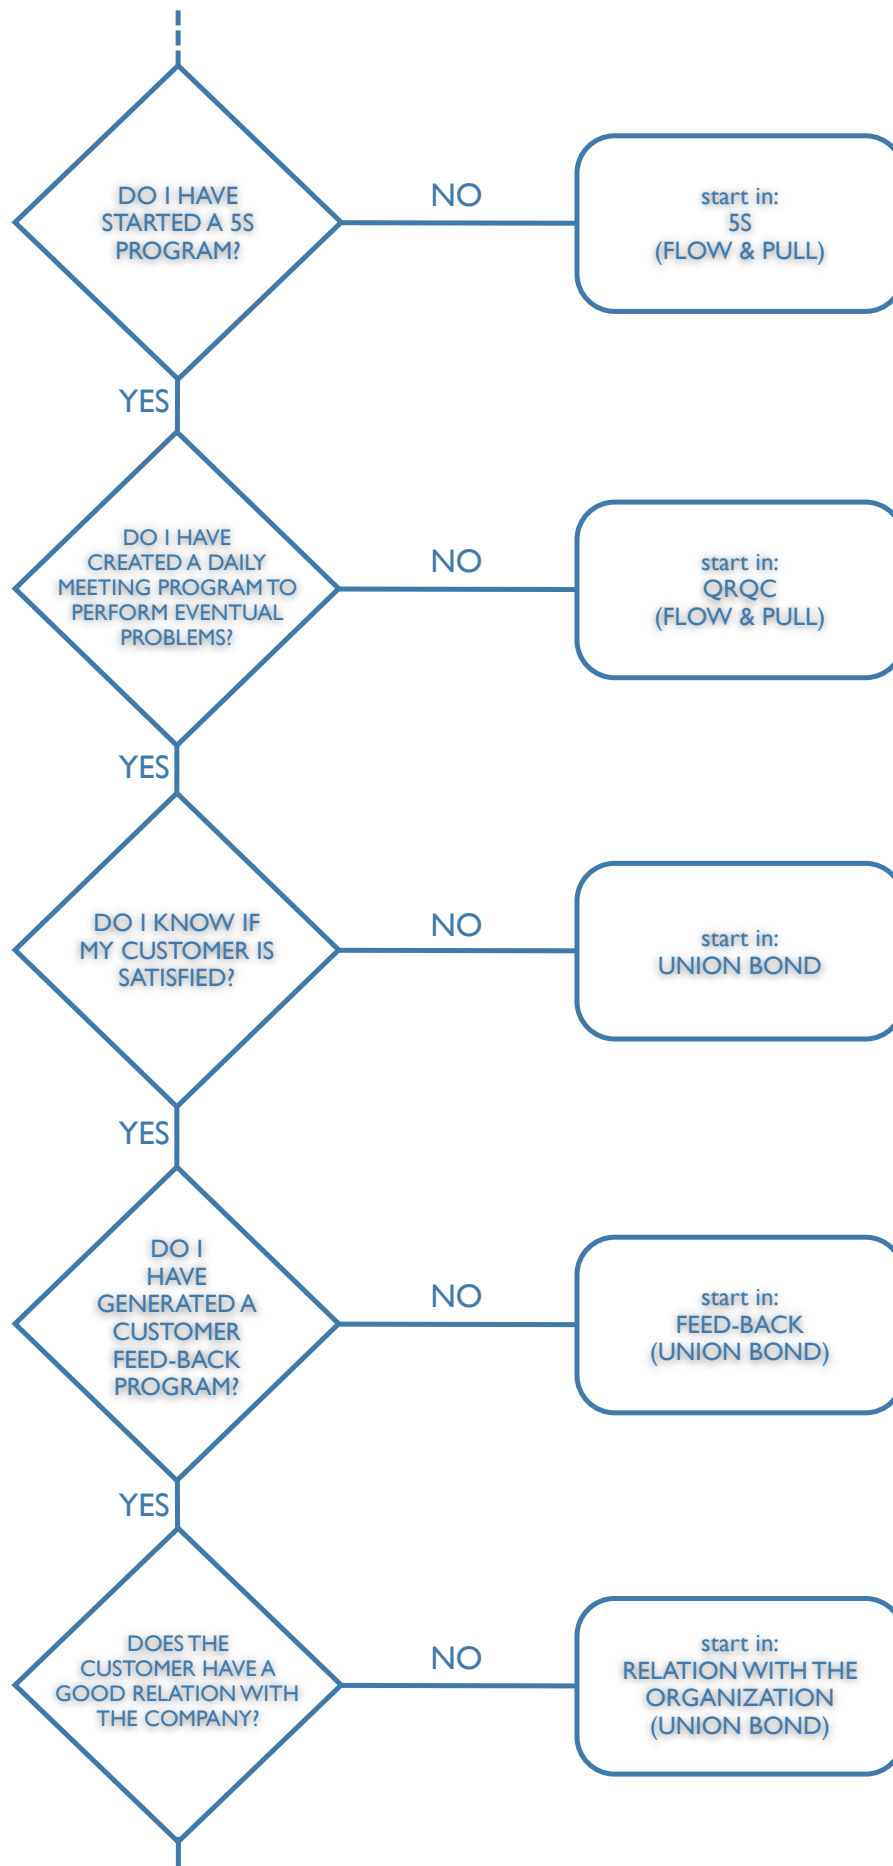 DO I HAVE
STARTED A 5S
PROGRAM?
NO
start in:
5S
(FLOW & PULL)
YES
DO I HAVE
CREATED A DAILY
MEETING PROGRAM TO
PERFORM EVENTUAL
PROBLEMS?
NO
start in:
QRQC
(FLOW & PULL)
YES
DO I KNOW IF
MY CUSTOMER IS
SATISFIED?
NO
start in:
UNION BOND
YES
DO I
HAVE
GENERATED A
CUSTOMER
FEED-BACK
PROGRAM?
NO
start in:
FEED-BACK
(UNION BOND)
YES
DOES THE
CUSTOMER HAVE A
GOOD RELATION WITH
THE COMPANY?
NO
start in:
RELATION WITH THE
ORGANIZATION
(UNION BOND)